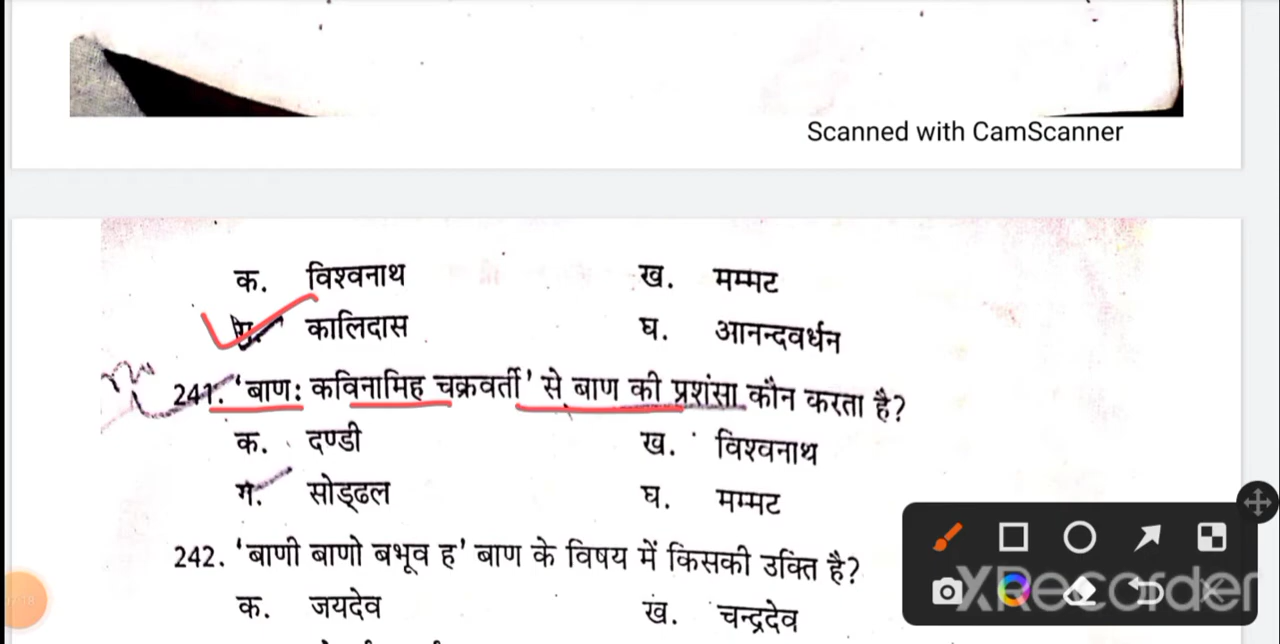 Scanned with CamScanner
क. विश्वनाथ ख. मम्मट
ग. कालिदास घ. आनन्दवर्धन
241. 'बाण: कविनामिह चक्रवर्ती' से बाण की प्रशंसा कौन करता है?
क. दण्डी ख. विश्वनाथ
ग. सोड्ढल घ. मम्मट
242. 'बाणी बाणो बभूव ह' बाण के विषय में किसकी उक्ति है?
क. जयदेव ख. चन्द्रदेव
XRecorder